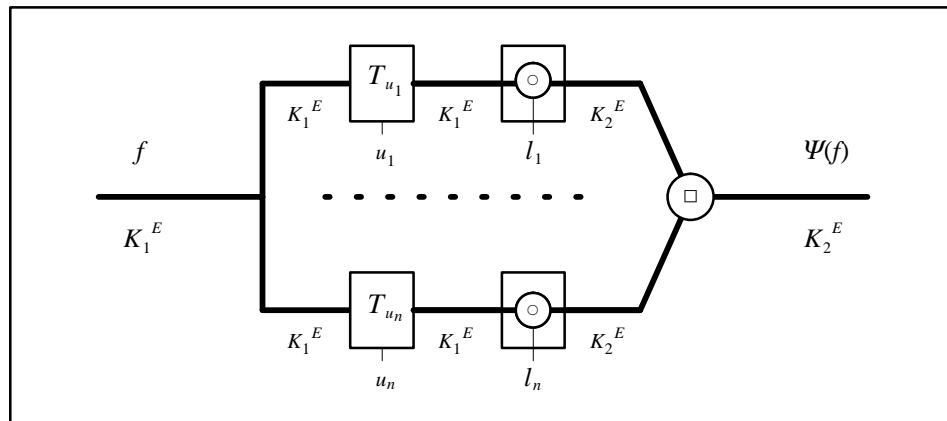 T_{u_1}
K_1^E K_1^E K_2^E
u_1 l_1
f Ψ(f)
K_1^E K_2^E
T_{u_n}
K_1^E K_1^E K_2^E
u_n l_n